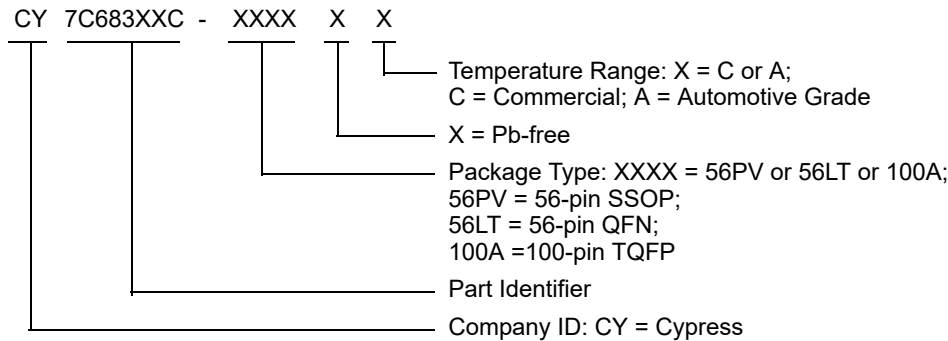 CY 7C683XXC - XXXX X X
Temperature Range: X = C or A;
C = Commercial; A = Automotive Grade
X = Pb-free
Package Type: XXXX = 56PV or 56LT or 100A;
56PV = 56-pin SSOP;
56LT = 56-pin QFN;
100A =100-pin TQFP
Part Identifier
Company ID: CY = Cypress